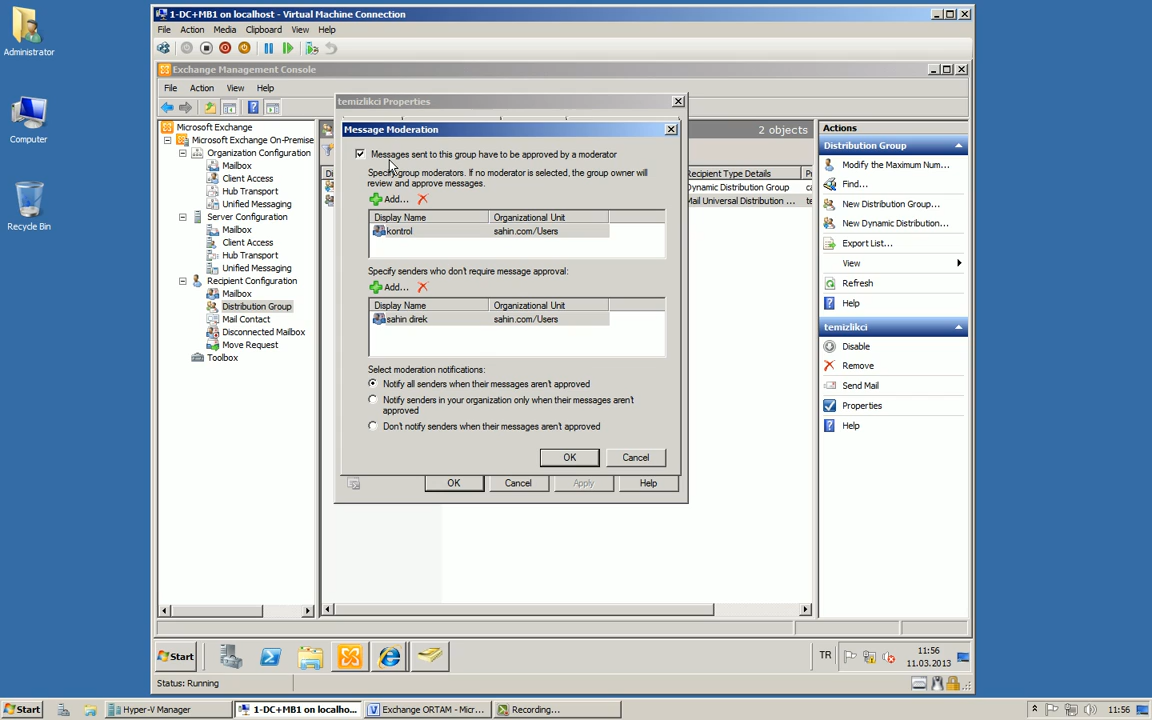 1-DC+MB1 on localhost - Virtual Machine Connection
File Action Media Clipboard View Help
Administrator
Computer
Recycle Bin
Exchange Management Console
File Action View Help
Microsoft Exchange
Microsoft Exchange On-Premise
Organization Configuration
Mailbox
Client Access
Hub Transport
Unified Messaging
Server Configuration
Mailbox
Client Access
Hub Transport
Unified Messaging
Recipient Configuration
Mailbox
Distribution Group
Mail Contact
Disconnected Mailbox
Move Request
Toolbox
2 objects
Recipient Type Details
Dynamic Distribution Group
Mail Universal Distribution ...
temizlikci Properties
Message Moderation
Messages sent to this group have to be approved by a moderator
Specify group moderators. If no moderator is selected, the group owner will
review and approve messages.
Add...
Display Name Organizational Unit
kontrol sahin.com/Users
Specify senders who don't require message approval:
Add...
Display Name Organizational Unit
sahin direk sahin.com/Users
Select moderation notifications:
Notify all senders when their messages aren't approved
Notify senders in your organization only when their messages aren't
approved
Don't notify senders when their messages aren't approved
OK Cancel
OK Cancel Apply Help
Actions
Distribution Group
Modify the Maximum Num...
Find...
New Distribution Group...
New Dynamic Distribution...
Export List...
View
Refresh
Help
temizlikci
Disable
Remove
Send Mail
Properties
Help
Start
TR
11:56
11.03.2013
Status: Running
Start
Hyper-V Manager
1-DC+MB1 on localho...
Exchange ORTAM - Micr...
Recording...
11:56